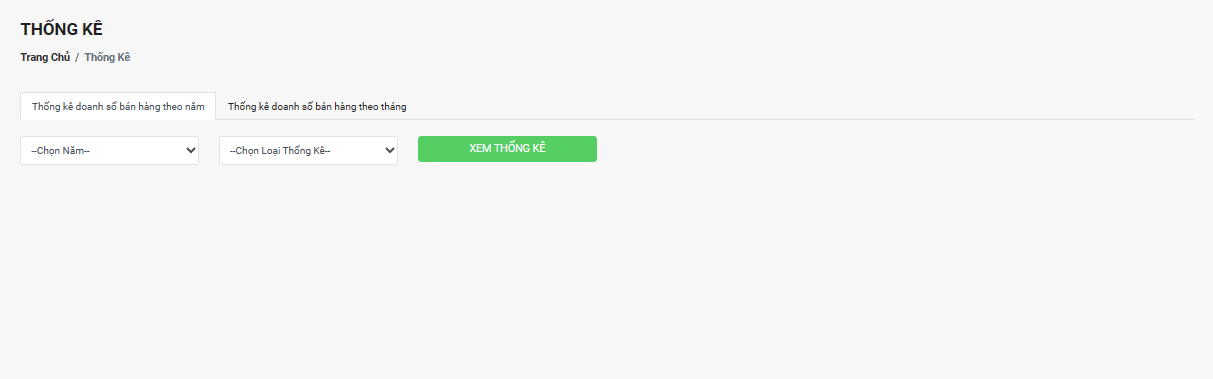 THỐNG KÊ
Trang Chủ / Thống Kê
Thống kê doanh số bán hàng theo năm Thống kê doanh số bán hàng theo tháng
--Chọn Năm-- --Chọn Loại Thống Kê-- XEM THỐNG KÊ